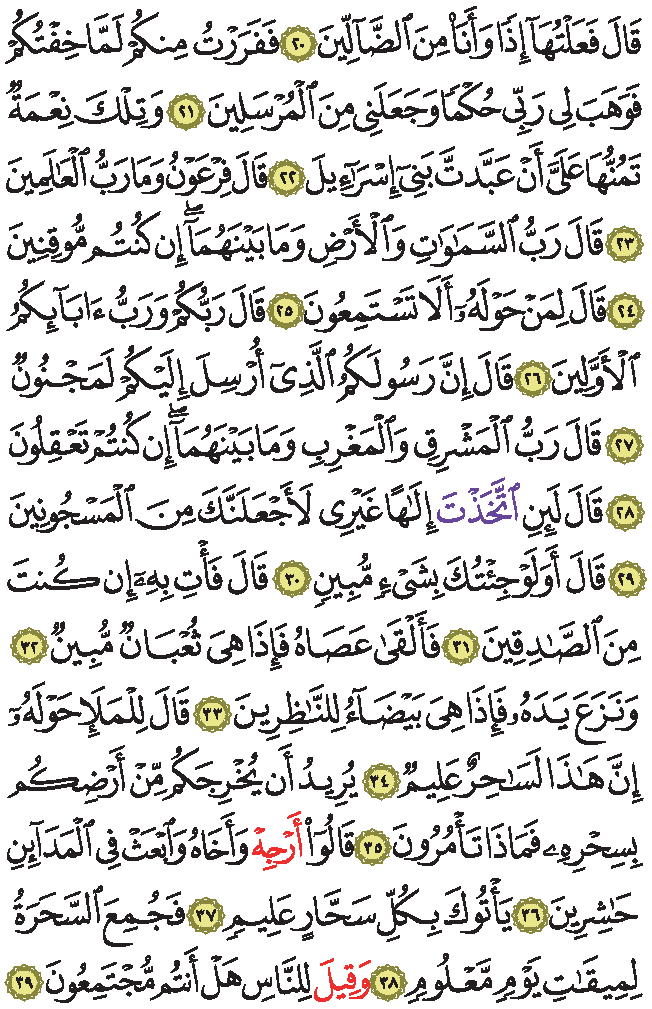 قَالَ فَعَلْتُهَآ إِذًا وَأَنَا۠ مِنَ ٱلضَّآلِّينَ ٢٠ فَفَرَرْتُ مِنكُمْ لَمَّا خِفْتُكُمْ
فَوَهَبَ لِى رَبِّى حُكْمًا وَجَعَلَنِى مِنَ ٱلْمُرْسَلِينَ ٢١ وَتِلْكَ نِعْمَةٌ
تَمُنُّهَا عَلَىَّ أَنْ عَبَّدتَّ بَنِىٓ إِسْرَٰٓءِيلَ ٢٢ قَالَ فِرْعَوْنُ وَمَا رَبُّ ٱلْعَٰلَمِينَ
٢٣ قَالَ رَبُّ ٱلسَّمَٰوَٰتِ وَٱلْأَرْضِ وَمَا بَيْنَهُمَآ ۖ إِن كُنتُم مُّوقِنِينَ
٢٤ قَالَ لِمَنْ حَوْلَهُۥٓ أَلَا تَسْتَمِعُونَ ٢٥ قَالَ رَبُّكُمْ وَرَبُّ ءَابَآئِكُمُ
ٱلْأَوَّلِينَ ٢٦ قَالَ إِنَّ رَسُولَكُمُ ٱلَّذِىٓ أُرْسِلَ إِلَيْكُمْ لَمَجْنُونٌ
٢٧ قَالَ رَبُّ ٱلْمَشْرِقِ وَٱلْمَغْرِبِ وَمَا بَيْنَهُمَآ ۖ إِن كُنتُمْ تَعْقِلُونَ
٢٨ قَالَ لَئِنِ ٱتَّخَذْتَ إِلَٰهًا غَيْرِى لَأَجْعَلَنَّكَ مِنَ ٱلْمَسْجُونِينَ
٢٩ قَالَ أَوَلَوْ جِئْتُكَ بِشَىْءٍ مُّبِينٍ ٣٠ قَالَ فَأْتِ بِهِۦٓ إِن كُنتَ
مِنَ ٱلصَّٰدِقِينَ ٣١ فَأَلْقَىٰ عَصَاهُ فَإِذَا هِىَ ثُعْبَانٌ مُّبِينٌ ٣٢
وَنَزَعَ يَدَهُۥ فَإِذَا هِىَ بَيْضَآءُ لِلنَّٰظِرِينَ ٣٣ قَالَ لِلْمَلَإِ حَوْلَهُۥٓ
إِنَّ هَٰذَا لَسَٰحِرٌ عَلِيمٌ ٣٤ يُرِيدُ أَن يُخْرِجَكُم مِّنْ أَرْضِكُم
بِسِحْرِهِۦ فَمَاذَا تَأْمُرُونَ ٣٥ قَالُوٓا۟ أَرْجِهْ وَأَخَاهُ وَٱبْعَثْ فِى ٱلْمَدَآئِنِ
حَٰشِرِينَ ٣٦ يَأْتُوكَ بِكُلِّ سَحَّارٍ عَلِيمٍ ٣٧ فَجُمِعَ ٱلسَّحَرَةُ
لِمِيقَٰتِ يَوْمٍ مَّعْلُومٍ ٣٨ وَقِيلَ لِلنَّاسِ هَلْ أَنتُم مُّجْتَمِعُونَ ٣٩